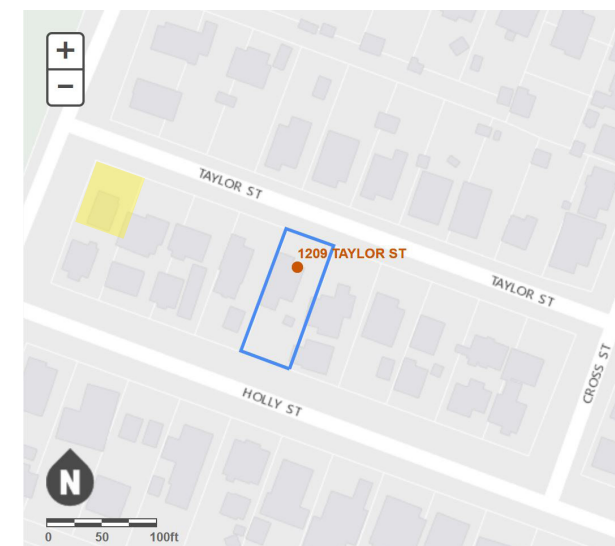 +
−
TAYLOR ST
1209 TAYLOR ST
TAYLOR ST
CROSS ST
HOLLY ST
N
0 50 100ft